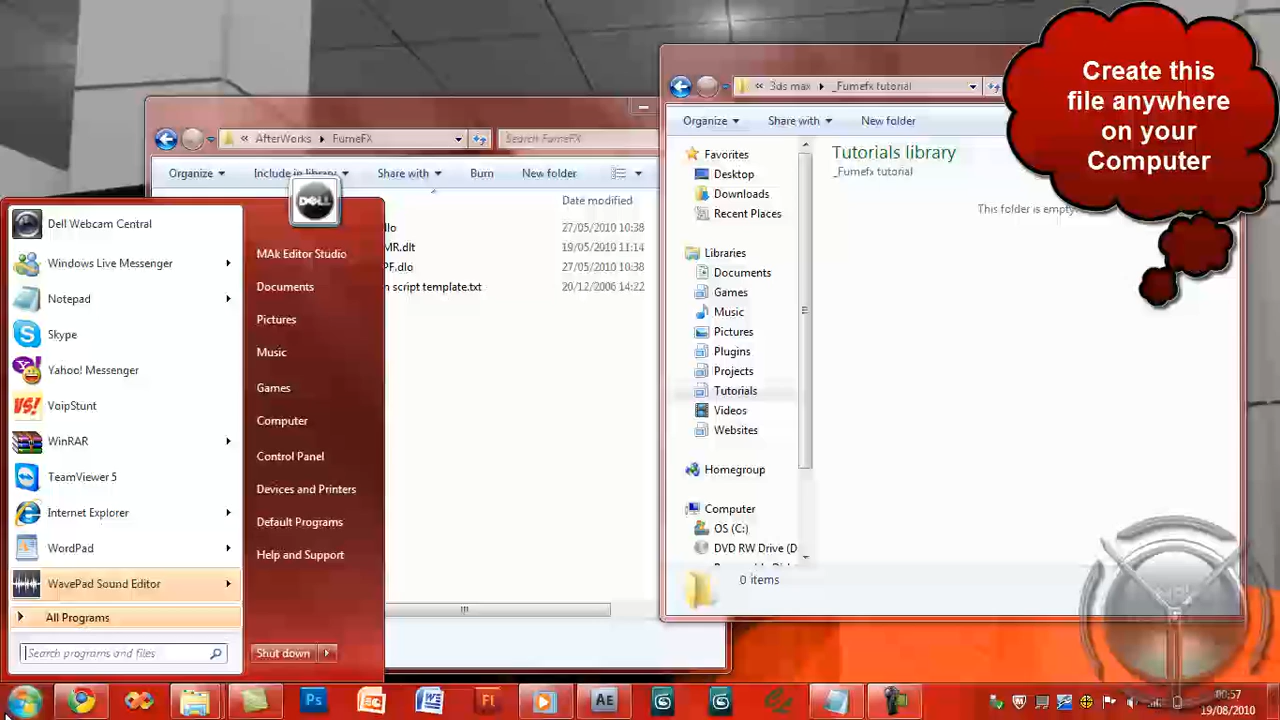 Create this
file anywhere
on your
Computer
AfterWorks
FumeFX
Search FumeFX
Organize
Include in library
Share with
Burn
New folder
Date modified
27/05/2010 10:38
MR.dlt
19/05/2010 11:14
PF.dlo
27/05/2010 10:38
script template.txt
20/12/2006 14:22
3ds max
_Fumefx tutorial
Organize
Share with
New folder
Favorites
Desktop
Downloads
Recent Places
Libraries
Documents
Games
Music
Pictures
Plugins
Projects
Tutorials
Videos
Websites
Homegroup
Computer
OS (C:)
DVD RW Drive (D
Tutorials library
_Fumefx tutorial
This folder is empty.
0 items
DELL
Dell Webcam Central
Windows Live Messenger
Notepad
Skype
Yahoo! Messenger
VoipStunt
WinRAR
TeamViewer 5
Internet Explorer
WordPad
WavePad Sound Editor
All Programs
Search programs and files
MAk Editor Studio
Documents
Pictures
Music
Games
Computer
Control Panel
Devices and Printers
Default Programs
Help and Support
Shut down
Ps
Fl
AE
00:57
19/08/2010